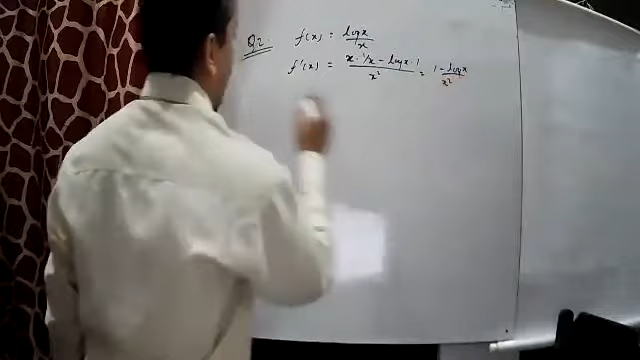 Q2. f(x) = log x / x
f'(x) = x · 1/x - log x · 1 / x² = 1 - log x / x²